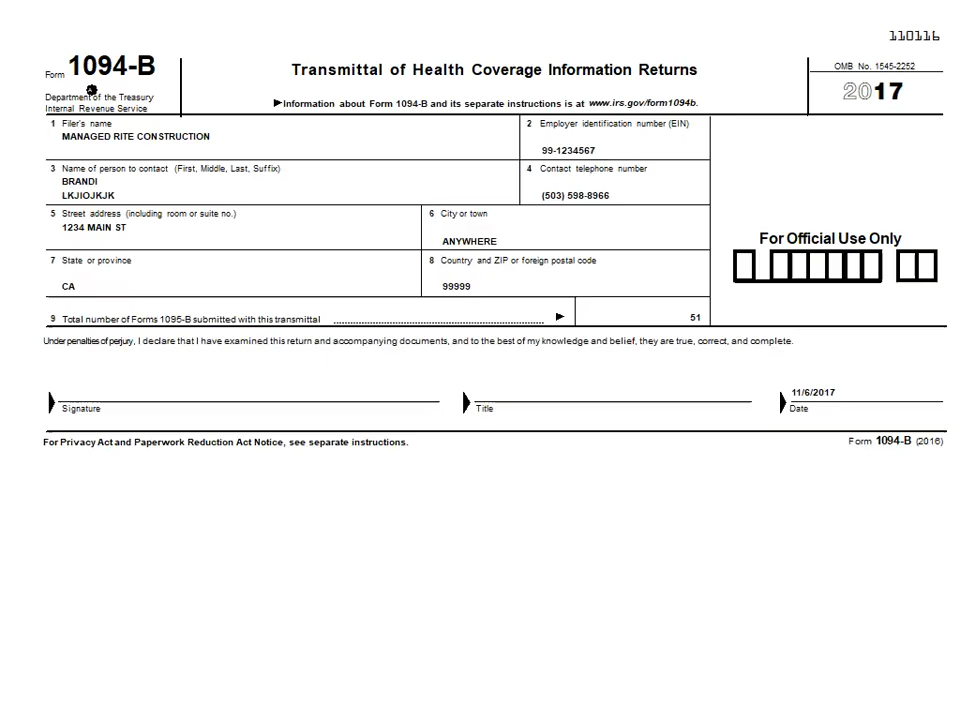 110116
Form 1094-B
Department of the Treasury
Internal Revenue Service
Transmittal of Health Coverage Information Returns
▶Information about Form 1094-B and its separate instructions is at www.irs.gov/form1094b.
OMB No. 1545-2252
2017
1 Filer's name
MANAGED RITE CONSTRUCTION
2 Employer identification number (EIN)
99-1234567
3 Name of person to contact (First, Middle, Last, Suffix)
BRANDI
LKJIOJKJK
4 Contact telephone number
(503) 598-8966
5 Street address (including room or suite no.)
1234 MAIN ST
6 City or town
ANYWHERE
For Official Use Only
7 State or province
CA
8 Country and ZIP or foreign postal code
99999
9 Total number of Forms 1095-B submitted with this transmittal ▶ 51
Under penalties of perjury, I declare that I have examined this return and accompanying documents, and to the best of my knowledge and belief, they are true, correct, and complete.
11/6/2017
Signature Title Date
For Privacy Act and Paperwork Reduction Act Notice, see separate instructions.
Form 1094-B (2016)